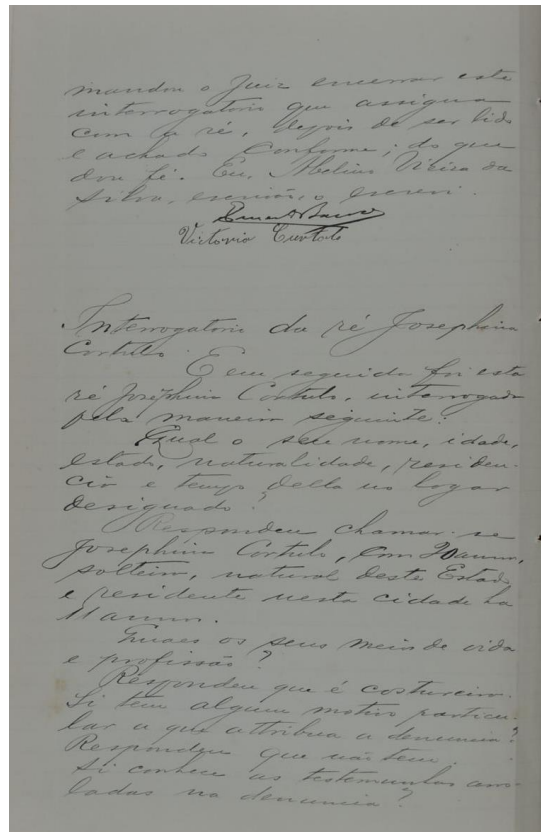 mandou o Juiz encerrar este
interrogatorio que assigna
com a ré, depois de ser lido
e achado conforme; do que
dou fé. Eu, Abelino Vieira da
Silva, escrivão, o escrevi.
Victoria Curtolo
Interrogatorio da ré Josephina
Cortulo
E em seguida foi esta
ré Josephina Cortulo, interrogada
pela maneira seguinte:
Qual o seu nome, idade,
estado, naturalidade, residen-
cia e tempo della no logar
designado?
Respondeu chamar-se
Josephina Cortulo, com 20 annos,
solteira, natural deste Estado
e residente nesta cidade ha
11 annos.
Quaes os seus meios de vida
e profissão?
Respondeu que é costureira.
Si tem algum motivo particu-
lar a que attribua a denuncia?
Respondeu que não tem.
Si conhece as testemunhas arro-
ladas na denuncia?